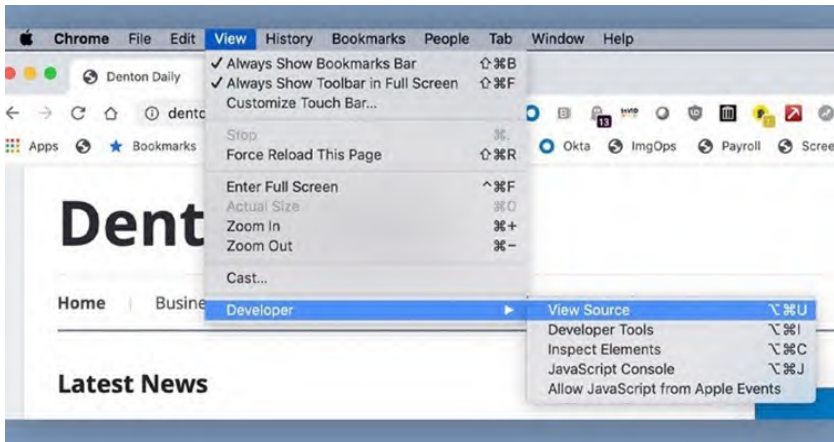 Chrome File Edit View History Bookmarks People Tab Window Help
Denton Daily
✓ Always Show Bookmarks Bar ⇧⌘B
✓ Always Show Toolbar in Full Screen ⇧⌘F
Customize Touch Bar...
dento
13
Stop ⌘.
Force Reload This Page ⇧⌘R
Apps Bookmarks Okta ImgOps Payroll Scree
Enter Full Screen ^⌘F
Actual Size ⌘0
Zoom In ⌘+
Zoom Out ⌘−
Dent
Cast...
Home Busine
Developer ▶
View Source ⌥⌘U
Developer Tools ⌥⌘I
Inspect Elements ⌥⌘C
JavaScript Console ⌥⌘J
Allow JavaScript from Apple Events
Latest News